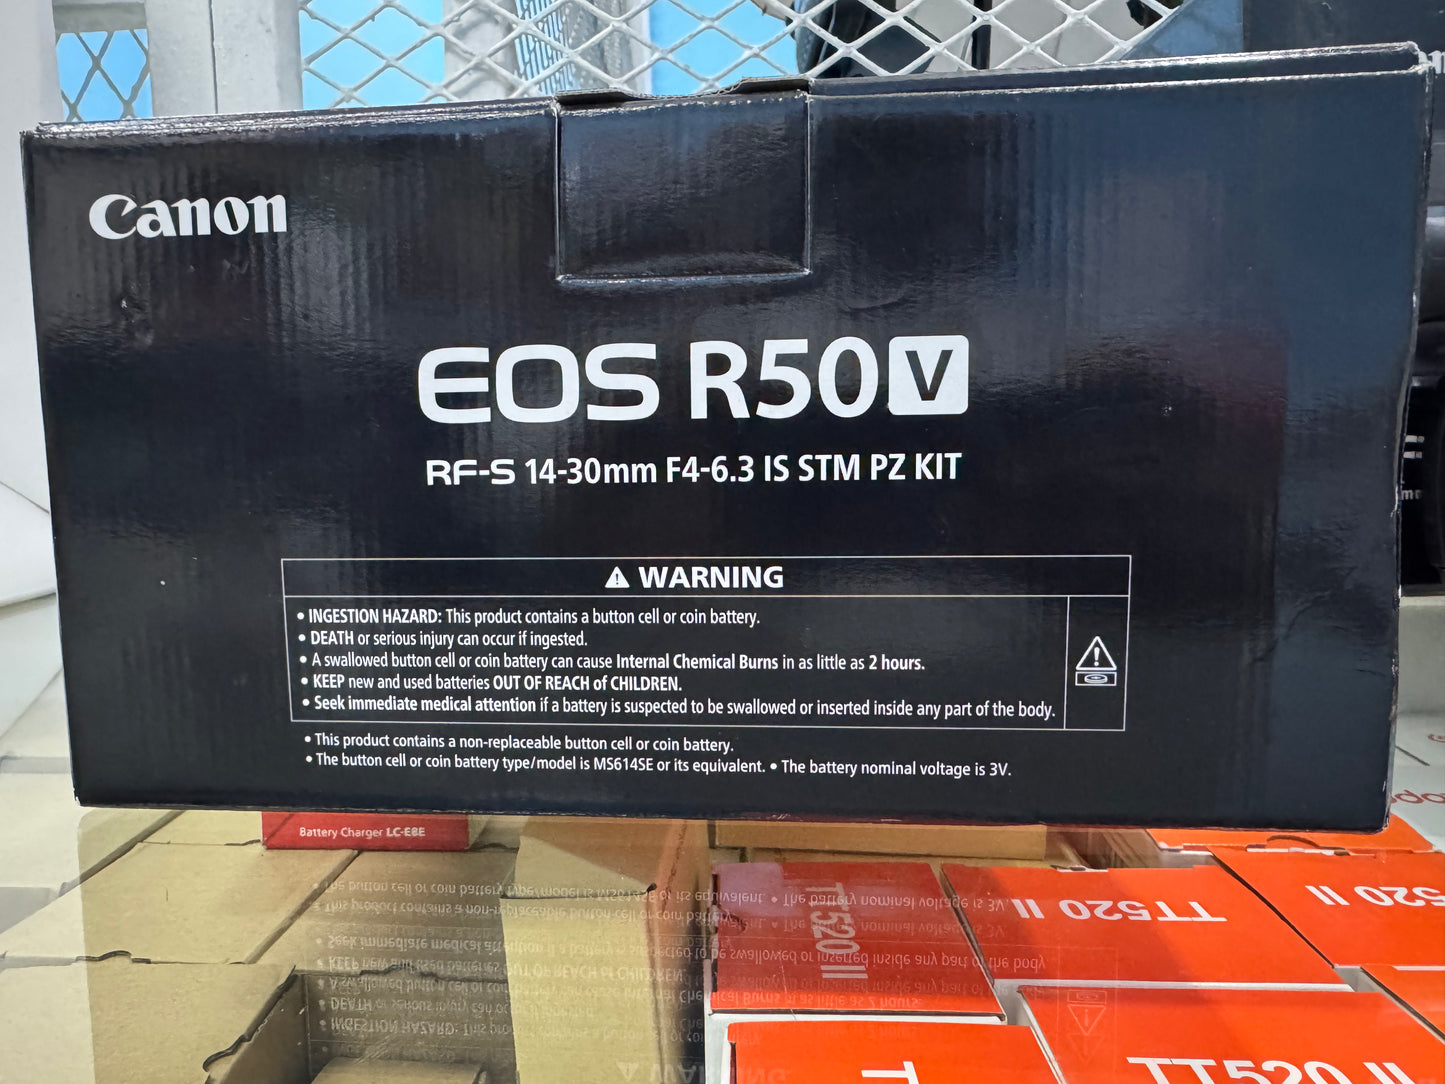 Canon
EOS R50 V
RF-S 14-30mm F4-6.3 IS STM PZ KIT
⚠ WARNING
• INGESTION HAZARD: This product contains a button cell or coin battery.
• DEATH or serious injury can occur if ingested.
• A swallowed button cell or coin battery can cause Internal Chemical Burns in as little as 2 hours.
• KEEP new and used batteries OUT OF REACH of CHILDREN.
• Seek immediate medical attention if a battery is suspected to be swallowed or inserted inside any part of the body.
• This product contains a non-replaceable button cell or coin battery.
• The button cell or coin battery type/model is MS614SE or its equivalent. • The battery nominal voltage is 3V.
Battery Charger LC-E8E
TT520 II
TT520 II
TT520 II
TT520 II